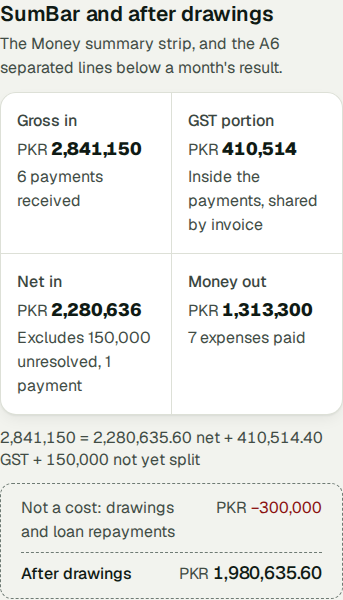 SumBar and after drawings
The Money summary strip, and the A6
separated lines below a month's result.
Gross in
PKR 2,841,150
6 payments
received
GST portion
PKR 410,514
Inside the
payments, shared
by invoice
Net in
PKR 2,280,636
Excludes 150,000
unresolved, 1
payment
Money out
PKR 1,313,300
7 expenses paid
2,841,150 = 2,280,635.60 net + 410,514.40
GST + 150,000 not yet split
Not a cost: drawings
and loan repayments
PKR −300,000
After drawings
PKR 1,980,635.60